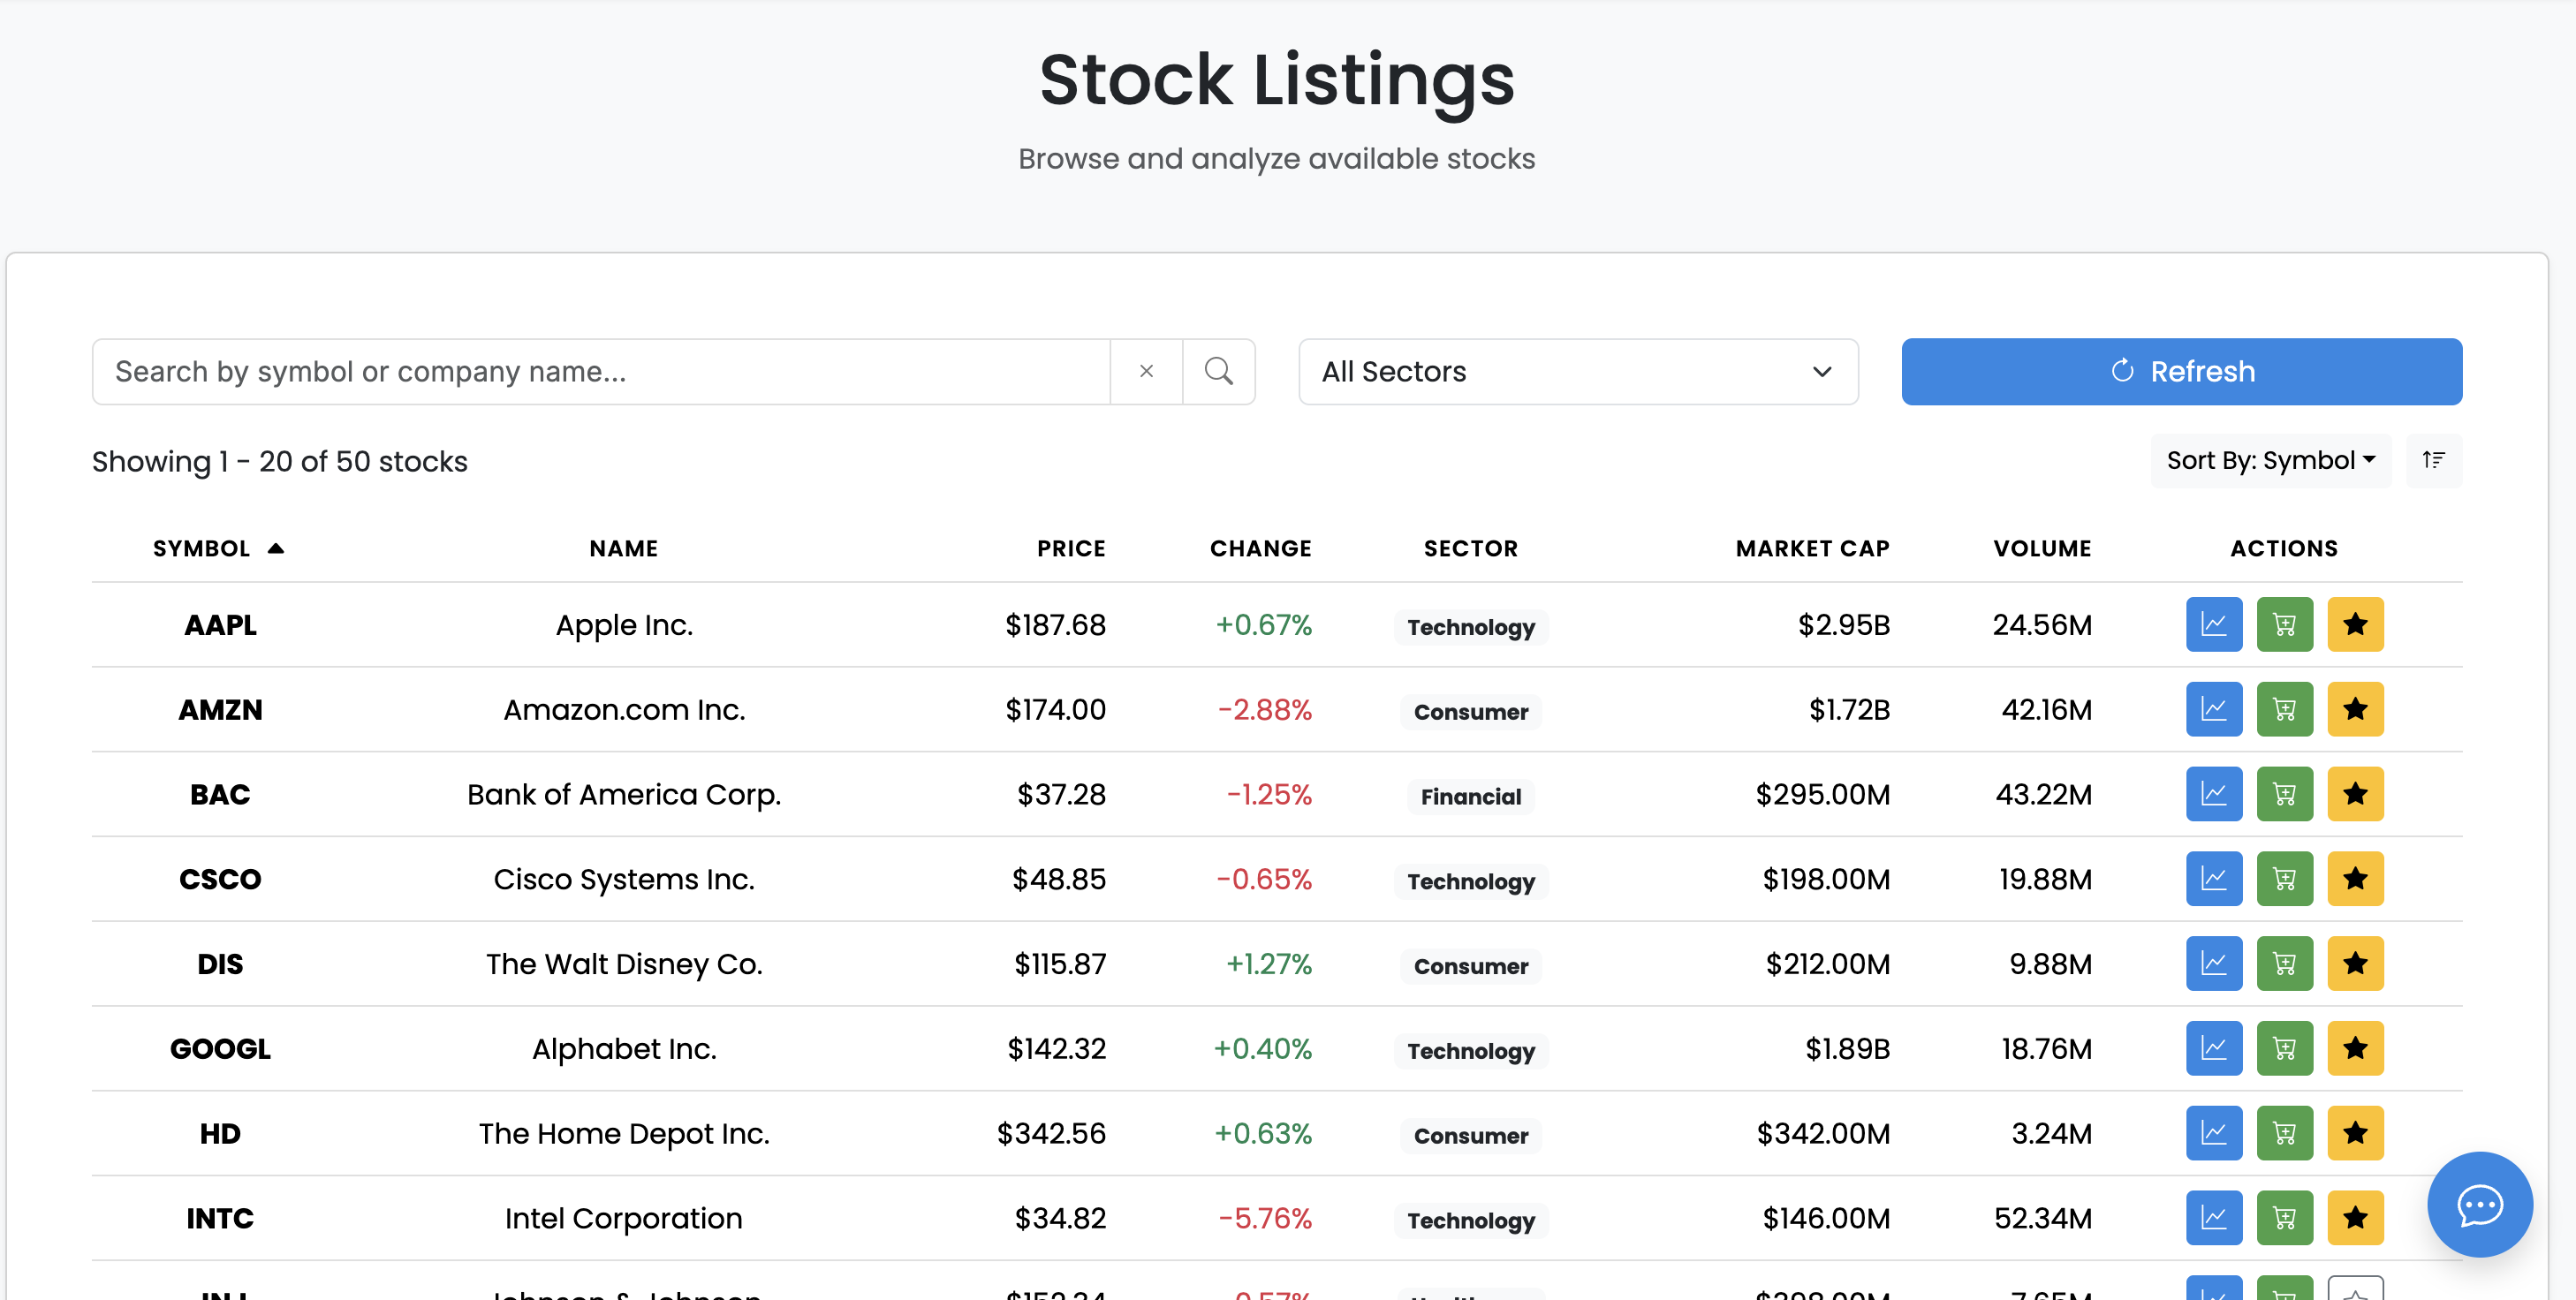 Stock Listings
Browse and analyze available stocks
Search by symbol or company name...
All Sectors
Refresh
Showing 1 - 20 of 50 stocks
Sort By: Symbol
SYMBOL NAME PRICE CHANGE SECTOR MARKET CAP VOLUME ACTIONS
AAPL Apple Inc. $187.68 +0.67% Technology $2.95B 24.56M
AMZN Amazon.com Inc. $174.00 -2.88% Consumer $1.72B 42.16M
BAC Bank of America Corp. $37.28 -1.25% Financial $295.00M 43.22M
CSCO Cisco Systems Inc. $48.85 -0.65% Technology $198.00M 19.88M
DIS The Walt Disney Co. $115.87 +1.27% Consumer $212.00M 9.88M
GOOGL Alphabet Inc. $142.32 +0.40% Technology $1.89B 18.76M
HD The Home Depot Inc. $342.56 +0.63% Consumer $342.00M 3.24M
INTC Intel Corporation $34.82 -5.76% Technology $146.00M 52.34M
Johnson & Johnson